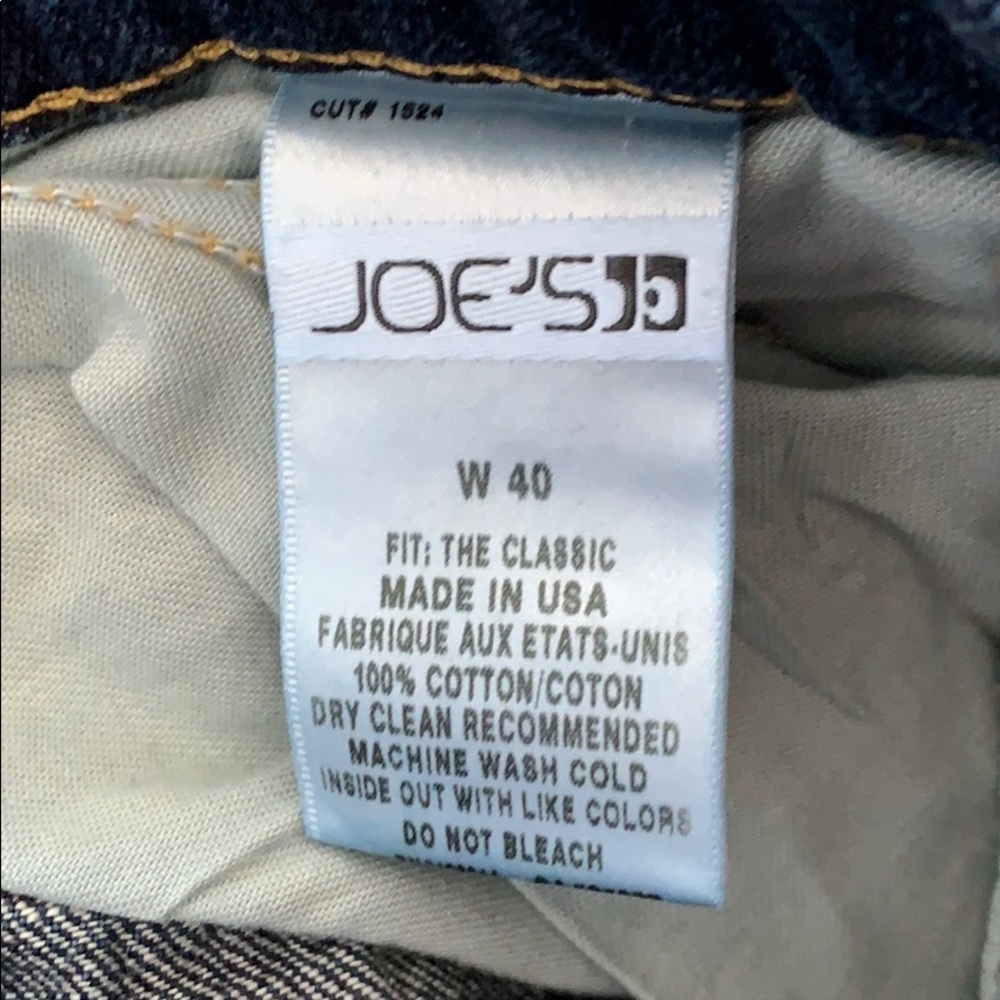 CUT# 1524
JOE'S
W 40
FIT: THE CLASSIC
MADE IN USA
FABRIQUE AUX ETATS-UNIS
100% COTTON/COTON
DRY CLEAN RECOMMENDED
MACHINE WASH COLD
INSIDE OUT WITH LIKE COLORS
DO NOT BLEACH